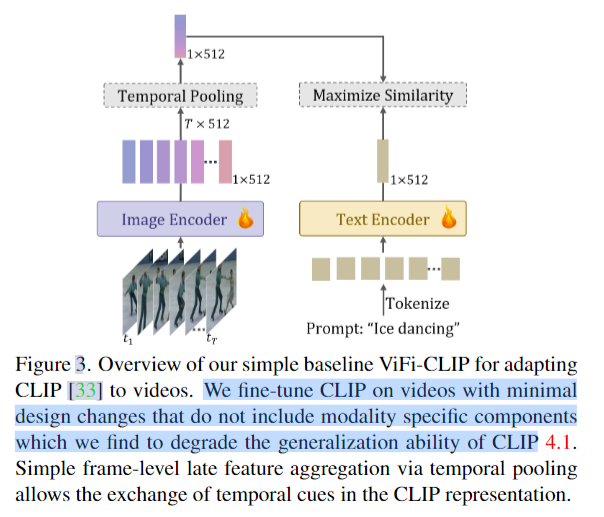 1×512
Temporal Pooling
Maximize Similarity
T × 512
...
1×512
1×512
Image Encoder
Text Encoder
...
t1
...
tT
Tokenize
Prompt: “Ice dancing”
Figure 3. Overview of our simple baseline ViFi-CLIP for adapting
CLIP [33] to videos. We fine-tune CLIP on videos with minimal
design changes that do not include modality specific components
which we find to degrade the generalization ability of CLIP 4.1.
Simple frame-level late feature aggregation via temporal pooling
allows the exchange of temporal cues in the CLIP representation.